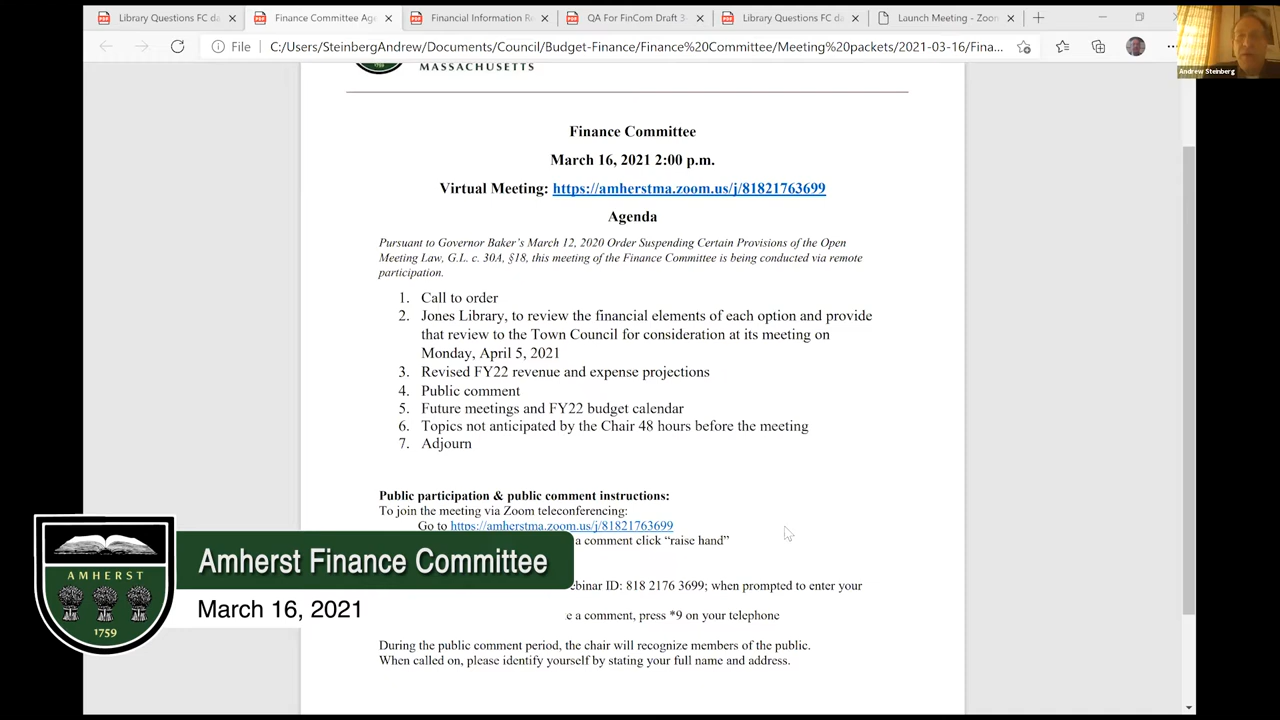 Library Questions FC da
Finance Committee Age
Financial Information Re
QA For FinCom Draft 3-
Library Questions FC da
Launch Meeting - Zoom
File
C:/Users/SteinbergAndrew/Documents/Council/Budget-Finance/Finance%20Committee/Meeting%20packets/2021-03-16/Fina...
Andrew Steinberg
MASSACHUSETTS
1759
Finance Committee
March 16, 2021 2:00 p.m.
Virtual Meeting: https://amherstma.zoom.us/j/81821763699
Agenda
Pursuant to Governor Baker's March 12, 2020 Order Suspending Certain Provisions of the Open
Meeting Law, G.L. c. 30A, §18, this meeting of the Finance Committee is being conducted via remote
participation.
1. Call to order
2. Jones Library, to review the financial elements of each option and provide
that review to the Town Council for consideration at its meeting on
Monday, April 5, 2021
3. Revised FY22 revenue and expense projections
4. Public comment
5. Future meetings and FY22 budget calendar
6. Topics not anticipated by the Chair 48 hours before the meeting
7. Adjourn
Public participation & public comment instructions:
To join the meeting via Zoom teleconferencing:
Go to https://amherstma.zoom.us/j/81821763699
a comment click “raise hand”
ebinar ID: 818 2176 3699; when prompted to enter your
e a comment, press *9 on your telephone
During the public comment period, the chair will recognize members of the public.
When called on, please identify yourself by stating your full name and address.
AMHERST
1759
Amherst Finance Committee
March 16, 2021